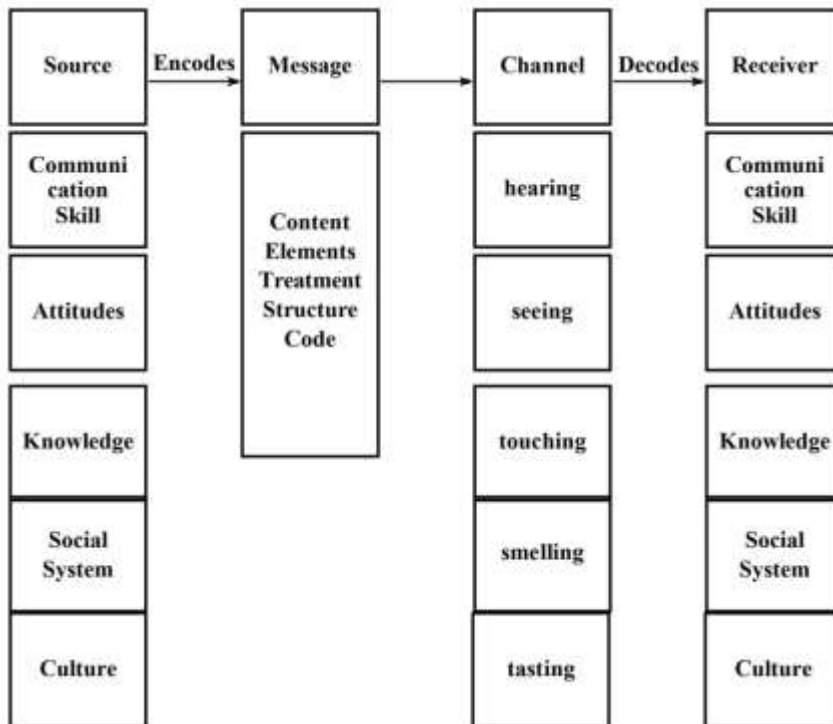 Source
Encodes
Message
Channel
Decodes
Receiver
Communi
cation
Skill
Content
Elements
Treatment
Structure
Code
hearing
Communi
cation
Skill
Attitudes
seeing
Attitudes
Knowledge
touching
Knowledge
Social
System
smelling
Social
System
Culture
tasting
Culture